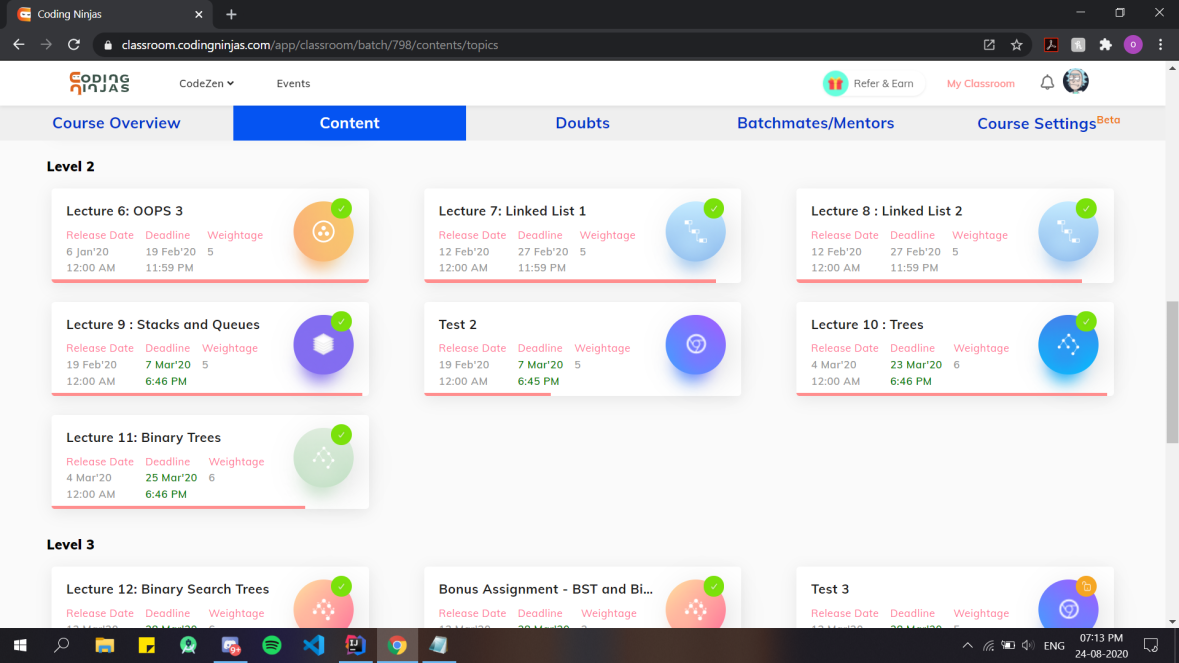 Coding Ninjas
classroom.codingninjas.com/app/classroom/batch/798/contents/topics
O
CODING NINJAS
CodeZen
Events
Refer & Earn
My Classroom
Course Overview
Content
Doubts
Batchmates/Mentors
Course Settings Beta
Level 2
Lecture 6: OOPS 3
Release Date Deadline Weightage
6 Jan'20 19 Feb'20 5
12:00 AM 11:59 PM
Lecture 7: Linked List 1
Release Date Deadline Weightage
12 Feb'20 27 Feb'20 5
12:00 AM 11:59 PM
Lecture 8 : Linked List 2
Release Date Deadline Weightage
12 Feb'20 27 Feb'20 5
12:00 AM 11:59 PM
Lecture 9 : Stacks and Queues
Release Date Deadline Weightage
19 Feb'20 7 Mar'20 5
12:00 AM 6:46 PM
Test 2
Release Date Deadline Weightage
19 Feb'20 7 Mar'20 5
12:00 AM 6:45 PM
Lecture 10 : Trees
Release Date Deadline Weightage
4 Mar'20 23 Mar'20 6
12:00 AM 6:46 PM
Lecture 11: Binary Trees
Release Date Deadline Weightage
4 Mar'20 25 Mar'20 6
12:00 AM 6:46 PM
Level 3
Lecture 12: Binary Search Trees
Release Date Deadline Weightage
Bonus Assignment - BST and Bi...
Release Date Deadline Weightage
Test 3
Release Date Deadline Weightage
9+
ENG
07:13 PM
24-08-2020